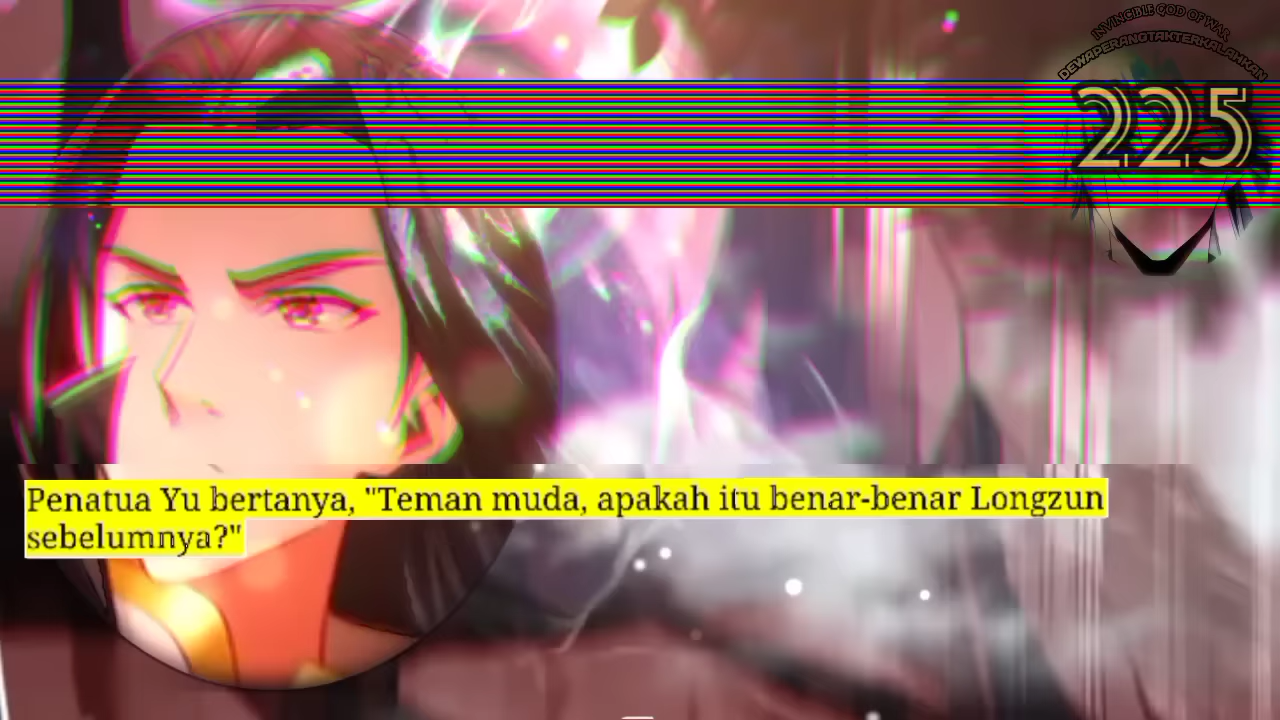 INVINCIBLE GOD OF WAR
DEWAPERANGTAKTERKALAHKAN
225
Penatua Yu bertanya, "Teman muda, apakah itu benar-benar Longzun
sebelumnya?"